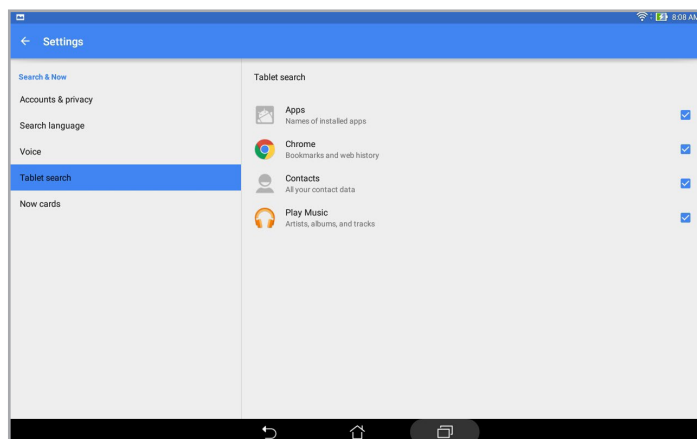 8:08 AM
Settings
Search & Now
Accounts & privacy
Search language
Voice
Tablet search
Now cards
Tablet search
Apps
Names of installed apps
Chrome
Bookmarks and web history
Contacts
All your contact data
Play Music
Artists, albums, and tracks